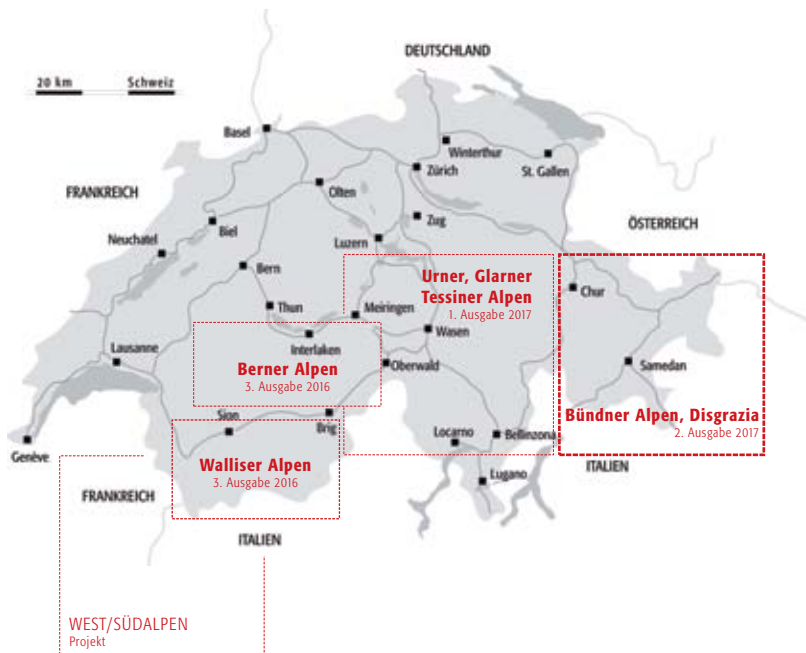 DEUTSCHLAND
20 km Schweiz
Basel
Winterthur
Zürich
St. Gallen
FRANKREICH
Olten
ÖSTERREICH
Biel
Zug
Neuchatel
Luzern
Bern
Urner, Glarner
Tessiner Alpen
1. Ausgabe 2017
Chur
Thun
Meiringen
Wasen
Lausanne
Interlaken
Oberwald
Samedan
Berner Alpen
3. Ausgabe 2016
Bündner Alpen, Disgrazia
2. Ausgabe 2017
Sion
Brig
Locarno
Bellinzona
Genève
Walliser Alpen
3. Ausgabe 2016
ITALIEN
Lugano
FRANKREICH
ITALIEN
WEST/SÜDALPEN
Projekt